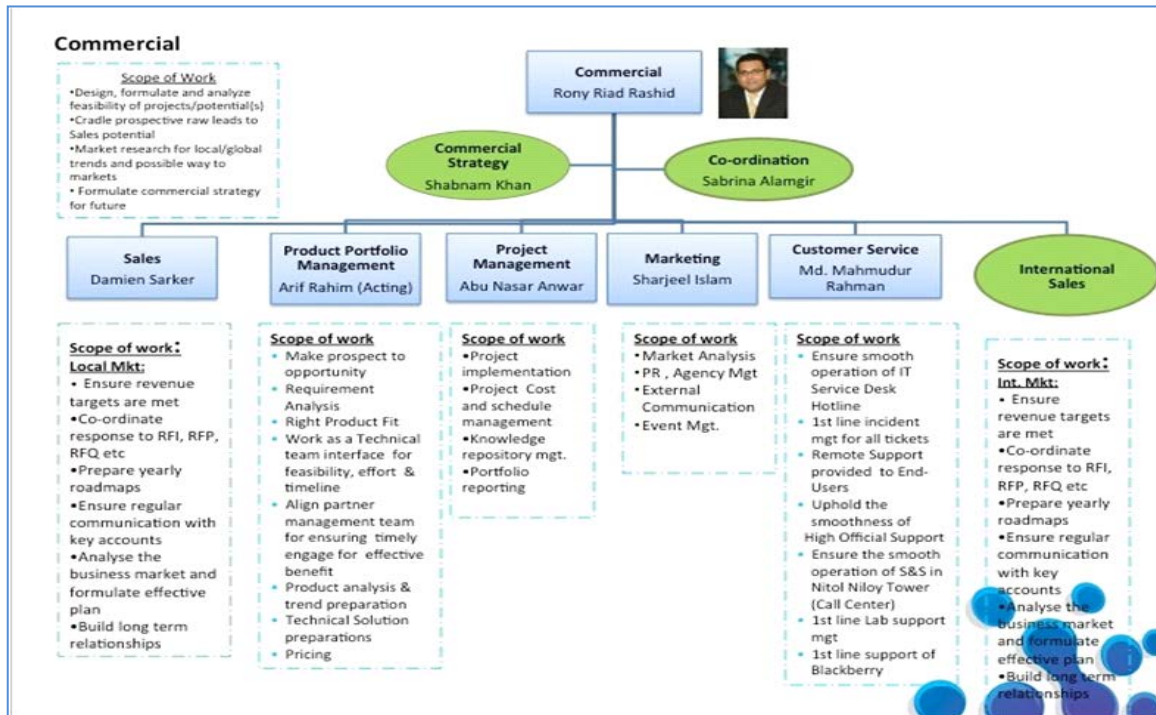 Commercial
Scope of Work
•Design, formulate and analyze
feasibility of projects/potential(s)
•Cradle prospective raw leads to
Sales potential
•Market research for local/global
trends and possible way to
markets
• Formulate commercial strategy
for future
Commercial
Rony Riad Rashid
Commercial
Strategy
Shabnam Khan
Co-ordination
Sabrina Alamgir
Sales
Damien Sarker
Product Portfolio
Management
Arif Rahim (Acting)
Project
Management
Abu Nasar Anwar
Marketing
Sharjeel Islam
Customer Service
Md. Mahmudur
Rahman
International
Sales
Scope of work:
Local Mkt:
• Ensure revenue
targets are met
•Co-ordinate
response to RFI, RFP,
RFQ etc
•Prepare yearly
roadmaps
•Ensure regular
communication with
key accounts
•Analyse the
business market and
formulate effective
plan
•Build long term
relationships
Scope of work
• Make prospect to
opportunity
• Requirement
Analysis
• Right Product Fit
• Work as a Technical
team interface for
feasibility, effort &
timeline
• Align partner
management team
for ensuring timely
engage for effective
benefit
• Product analysis &
trend preparation
• Technical Solution
preparations
• Pricing
Scope of work
•Project
implementation
•Project Cost
and schedule
management
•Knowledge
repository mgt.
•Portfolio
reporting
Scope of work
• Market Analysis
• PR , Agency Mgt
• External
Communication
• Event Mgt.
Scope of work
• Ensure smooth
operation of IT
Service Desk
Hotline
• 1st line incident
mgt for all tickets
• Remote Support
provided to End-
Users
• Uphold the
smoothness of
High Official Support
• Ensure the smooth
operation of S&S in
Nitol Niloy Tower
(Call Center)
• 1st line Lab support
mgt
• 1st line support of
Blackberry
Scope of work:
Int. Mkt:
• Ensure
revenue targets
are met
•Co-ordinate
response to RFI,
RFP, RFQ etc
•Prepare yearly
roadmaps
•Ensure regular
communication
with key
accounts
•Analyse the
business market
and formulate
effective plan
•Build long term
relationships